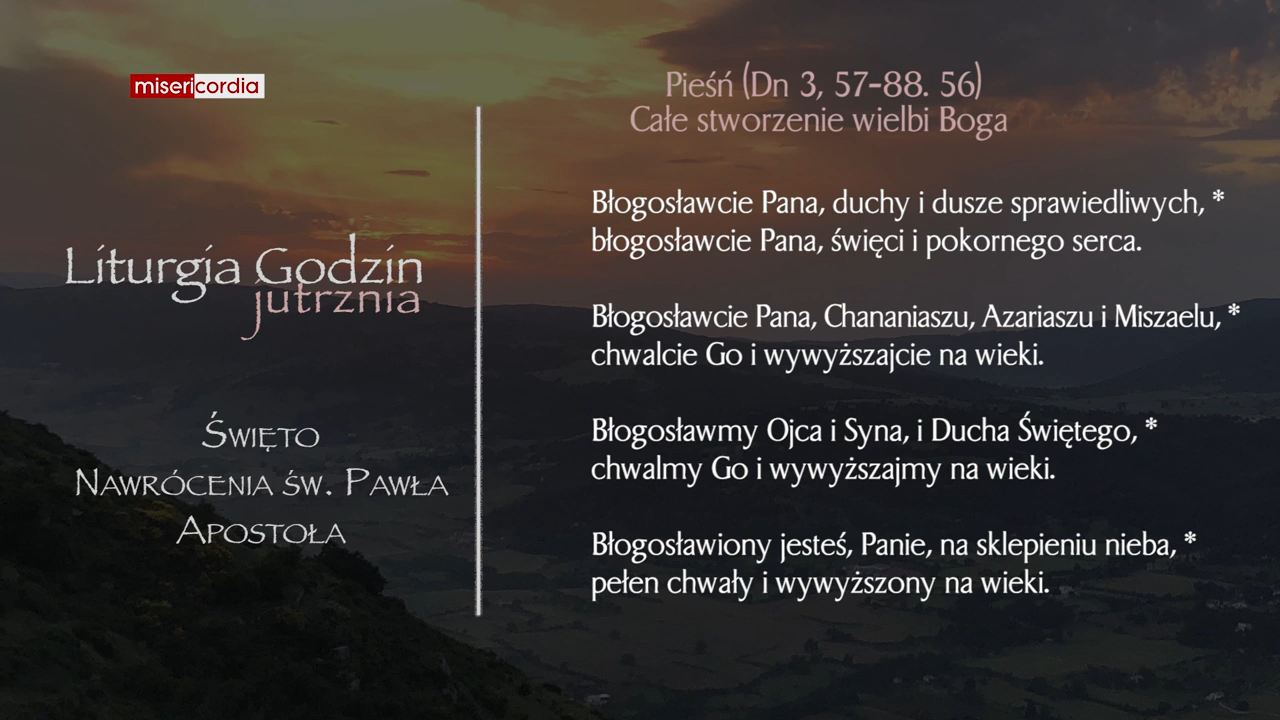 misericordia
Liturgia Godzin
jutrznia
Święto
Nawrócenia św. Pawła
Apostoła
Pieśń (Dn 3, 57-88. 56)
Całe stworzenie wielbi Boga
Błogosławcie Pana, duchy i dusze sprawiedliwych, *
błogosławcie Pana, święci i pokornego serca.
Błogosławcie Pana, Chananiaszu, Azariaszu i Miszaelu, *
chwalcie Go i wywyższajcie na wieki.
Błogosławmy Ojca i Syna, i Ducha Świętego, *
chwalmy Go i wywyższajmy na wieki.
Błogosławiony jesteś, Panie, na sklepieniu nieba, *
pełen chwały i wywyższony na wieki.